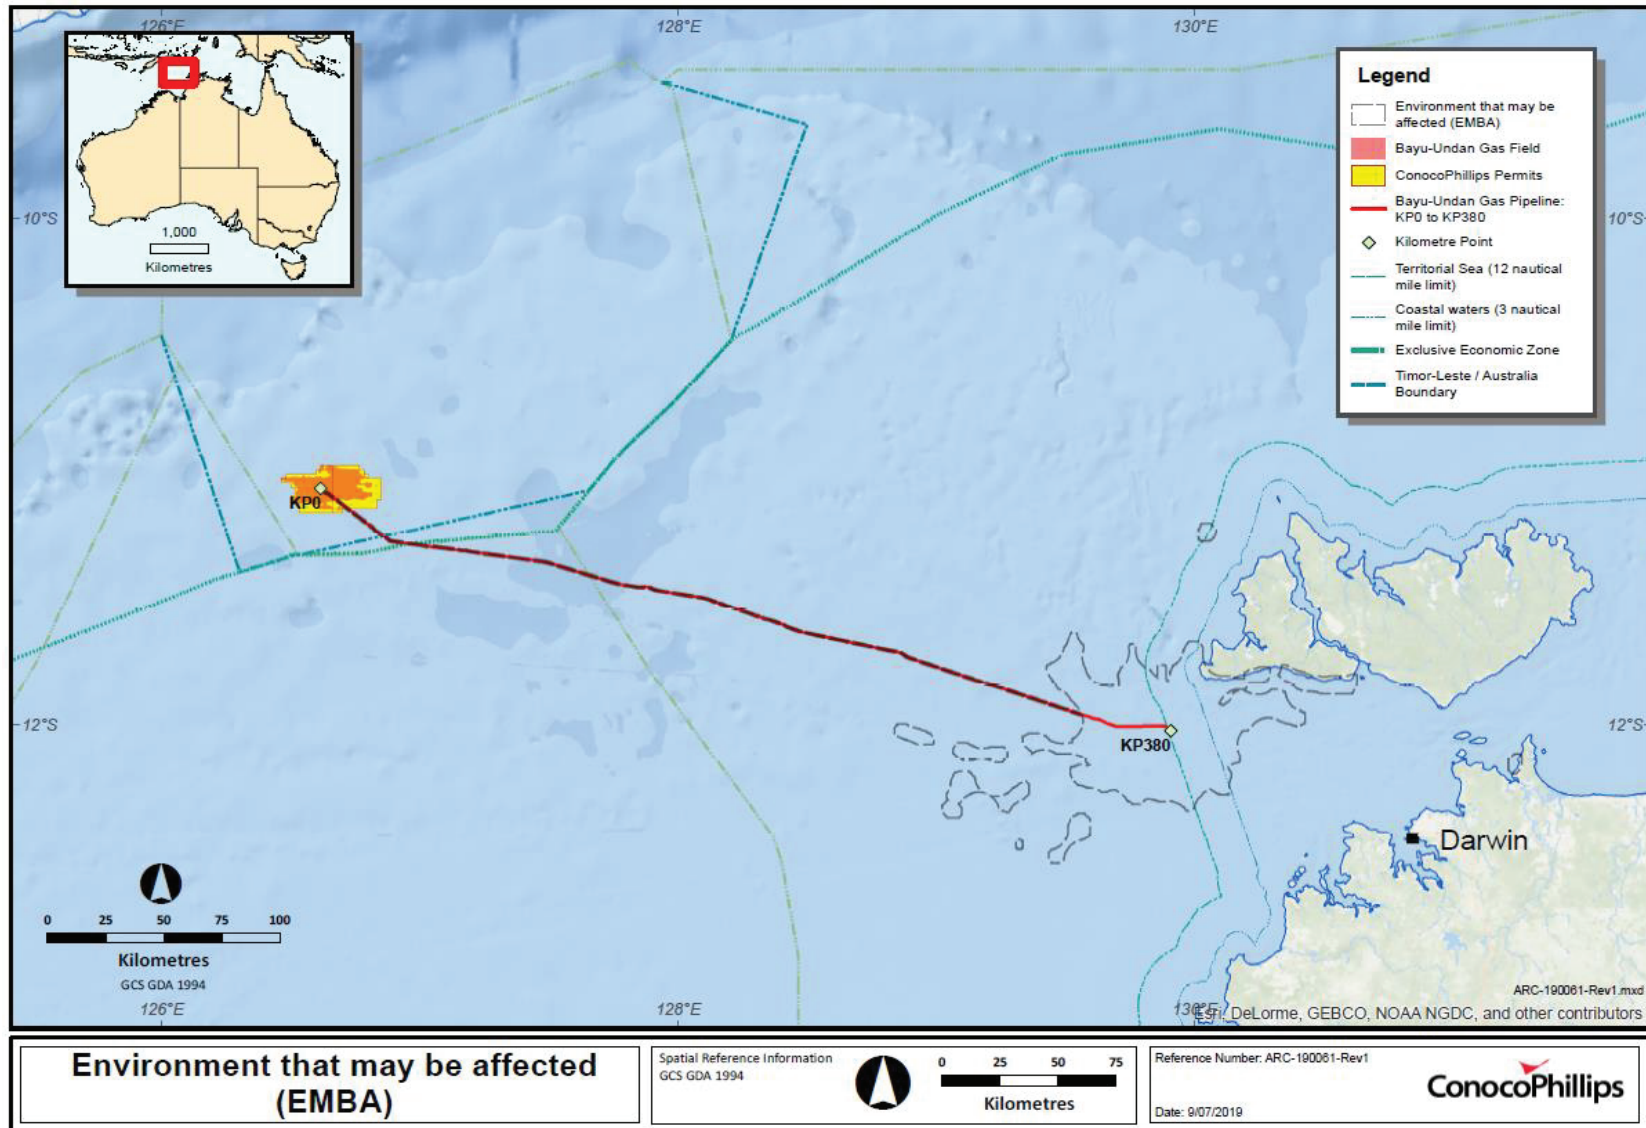 126°E
128°E
130°E
1,000
Kilometres
Legend
Environment that may be
affected (EMBA)
Bayu-Undan Gas Field
ConocoPhillips Permits
Bayu-Undan Gas Pipeline:
KP0 to KP380
Kilometre Point
Territorial Sea (12 nautical
mile limit)
Coastal waters (3 nautical
mile limit)
Exclusive Economic Zone
Timor-Leste / Australia
Boundary
10°S
10°S
KP0
12°S
12°S
KP380
Darwin
0 25 50 75 100
Kilometres
GCS GDA 1994
126°E
128°E
130°E
ARC-190061-Rev1.mxd
Esri, DeLorme, GEBCO, NOAA NGDC, and other contributors
Environment that may be affected
(EMBA)
Spatial Reference Information
GCS GDA 1994
0 25 50 75
Kilometres
Reference Number: ARC-190061-Rev1
Date: 9/07/2019
ConocoPhillips